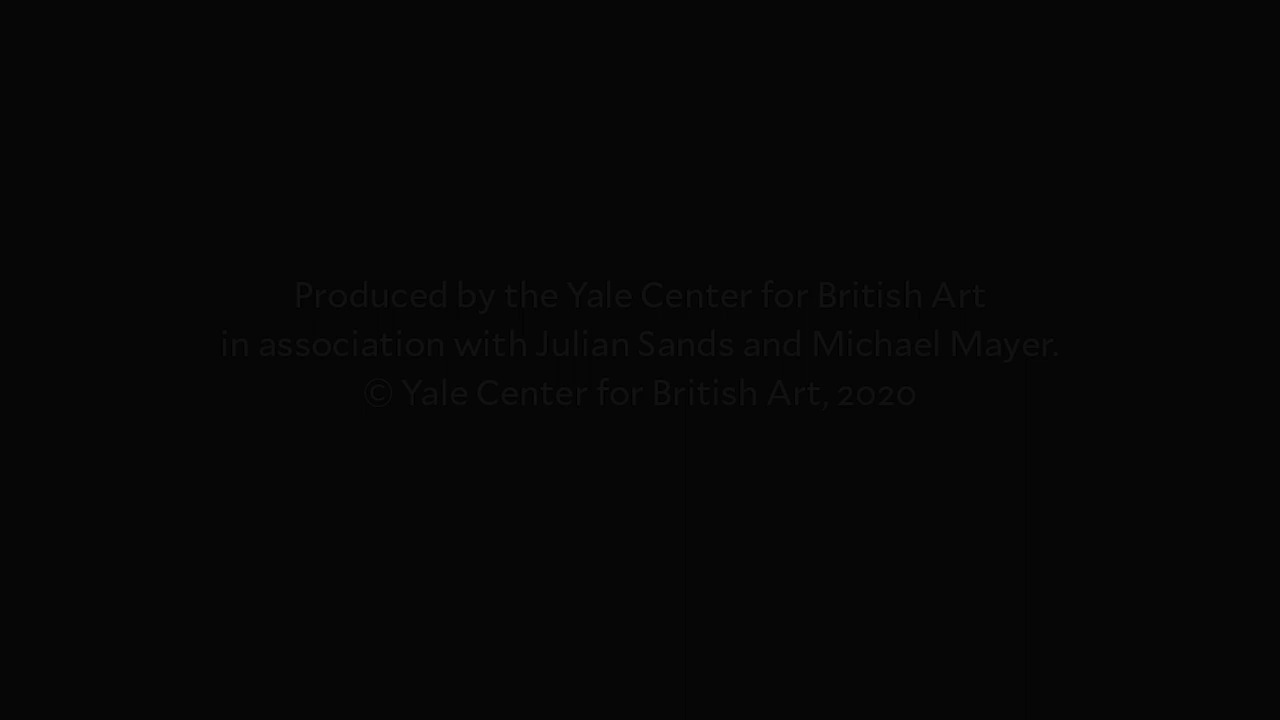 Produced by the Yale Center for British Art
in association with Julian Sands and Michael Mayer.
© Yale Center for British Art, 2020